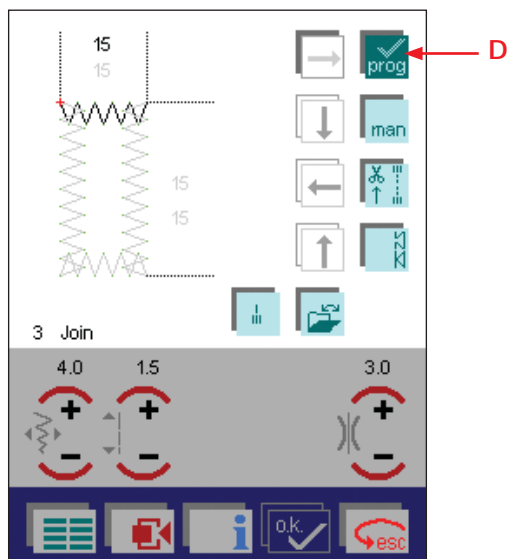 15
15
prog
D
man
15
15
3 Join
4.0 1.5 3.0
+ + +
− − −
i
o.k.
esc